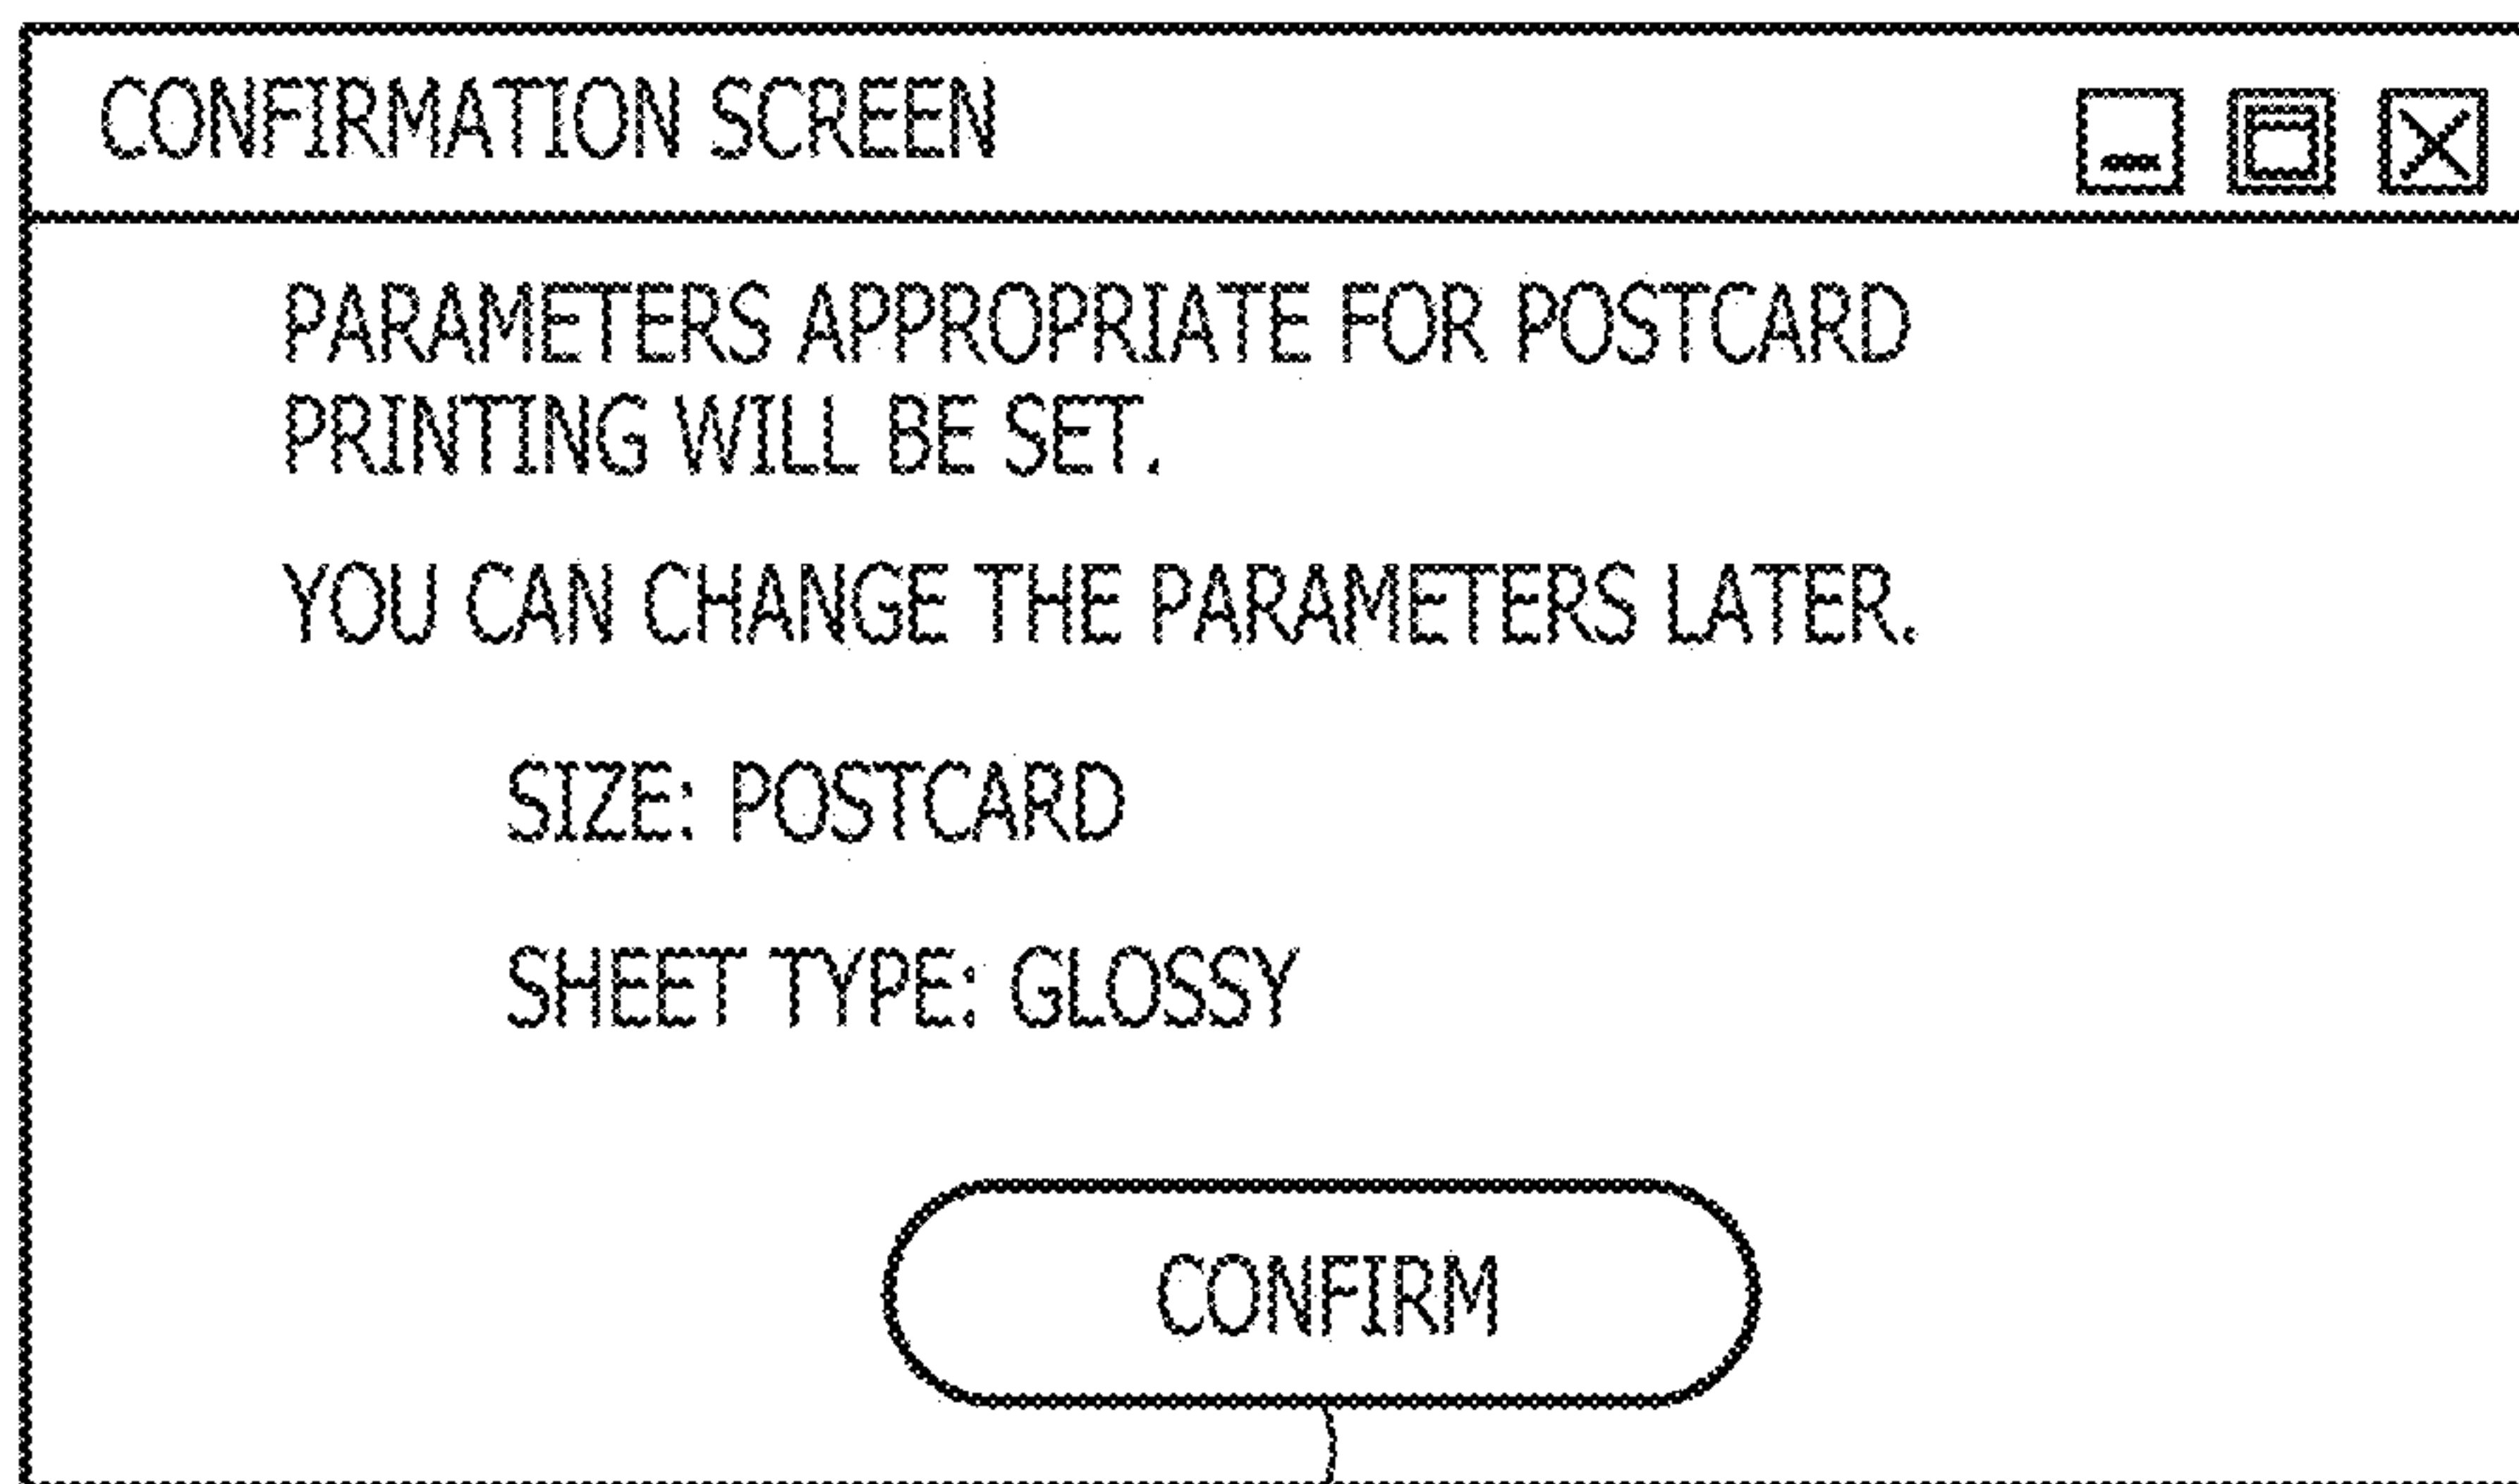 CONFIRMATION SCREEN
PARAMETERS APPROPRIATE FOR POSTCARD
PRINTING WILL BE SET.
YOU CAN CHANGE THE PARAMETERS LATER.
SIZE: POSTCARD
SHEET TYPE: GLOSSY
CONFIRM